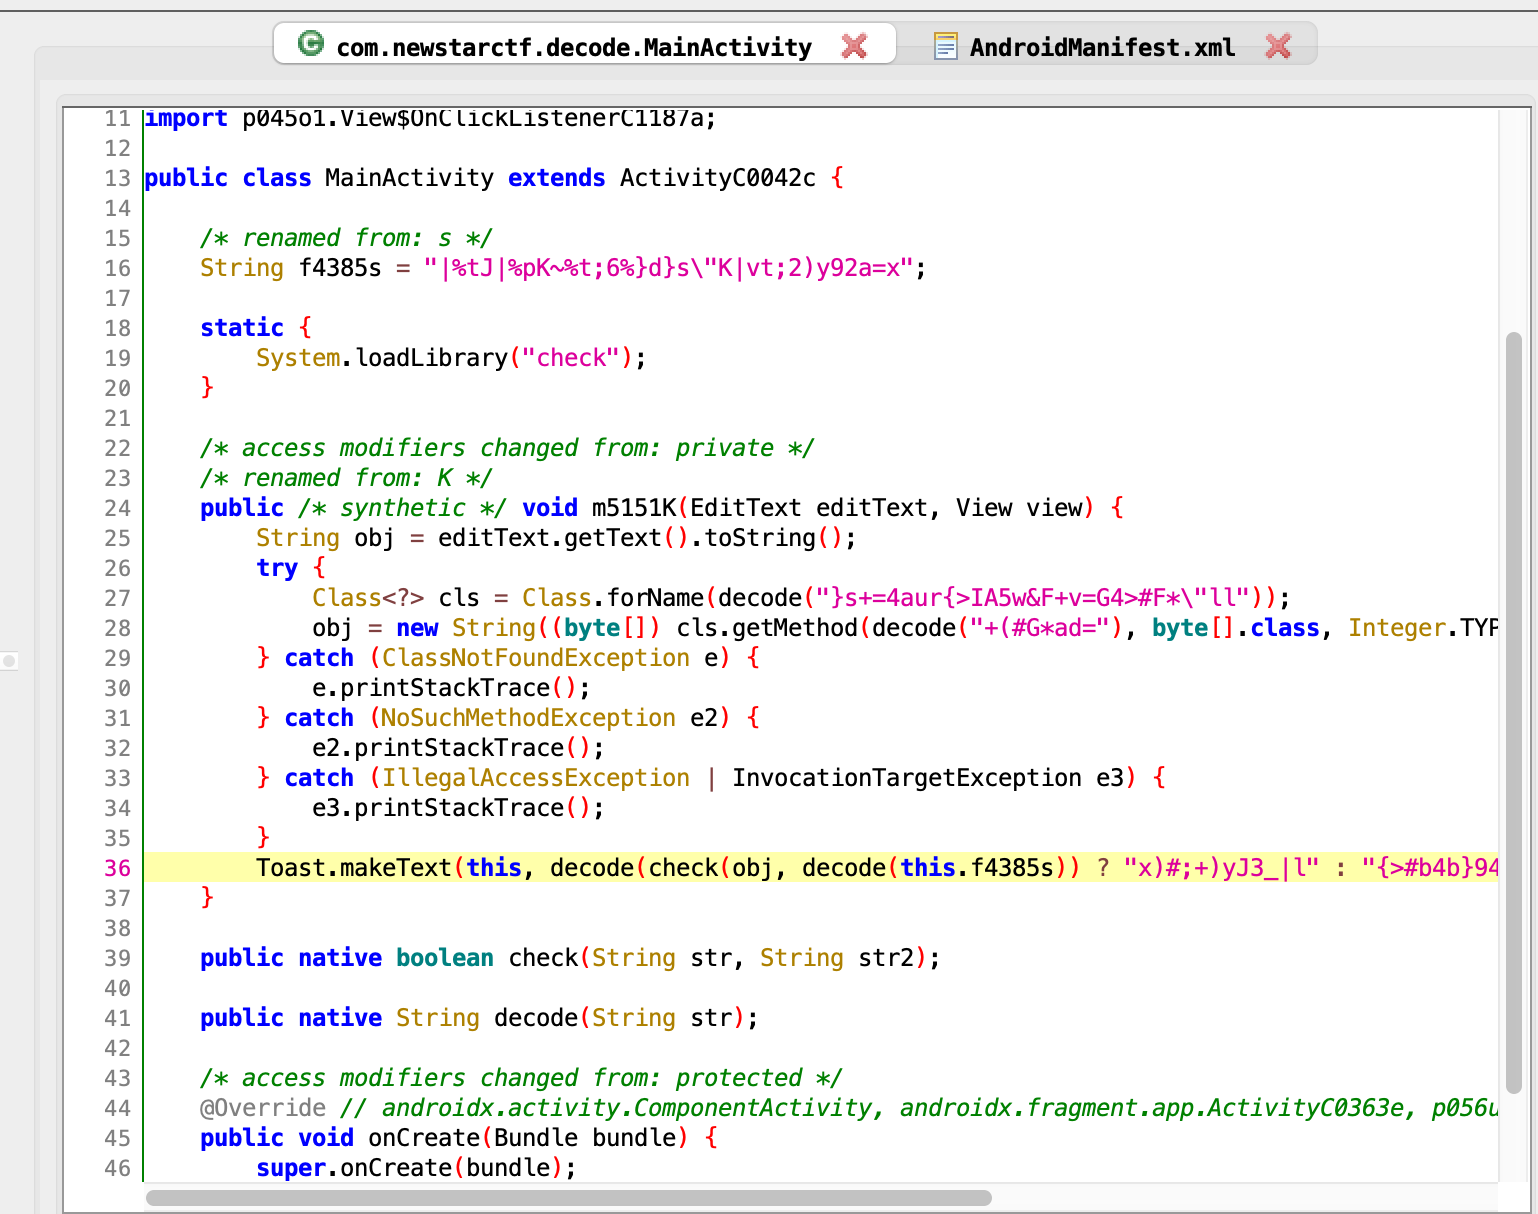 com.newstarctf.decode.MainActivity AndroidManifest.xml
11 import p045o1.View$OnClickListenerC1187a;
12
13 public class MainActivity extends ActivityC0042c {
14
15     /* renamed from: s */
16     String f4385s = "|%tJ|%pK~%t;6%}d}s\"K|vt;2)y92a=x";
17
18     static {
19         System.loadLibrary("check");
20     }
21
22     /* access modifiers changed from: private */
23     /* renamed from: K */
24     public /* synthetic */ void m5151K(EditText editText, View view) {
25         String obj = editText.getText().toString();
26         try {
27             Class<?> cls = Class.forName(decode("}s+=4aur{>IA5w&F+v=G4>#F*\"ll"));
28             obj = new String((byte[]) cls.getMethod(decode("+(#G*ad="), byte[].class, Integer.TYP
29         } catch (ClassNotFoundException e) {
30             e.printStackTrace();
31         } catch (NoSuchMethodException e2) {
32             e2.printStackTrace();
33         } catch (IllegalAccessException | InvocationTargetException e3) {
34             e3.printStackTrace();
35         }
36         Toast.makeText(this, decode(check(obj, decode(this.f4385s)) ? "x)#;+)yJ3_|l" : "{>#b4b}94
37     }
38
39     public native boolean check(String str, String str2);
40
41     public native String decode(String str);
42
43     /* access modifiers changed from: protected */
44     @Override // androidx.activity.ComponentActivity, androidx.fragment.app.ActivityC0363e, p056u
45     public void onCreate(Bundle bundle) {
46         super.onCreate(bundle);